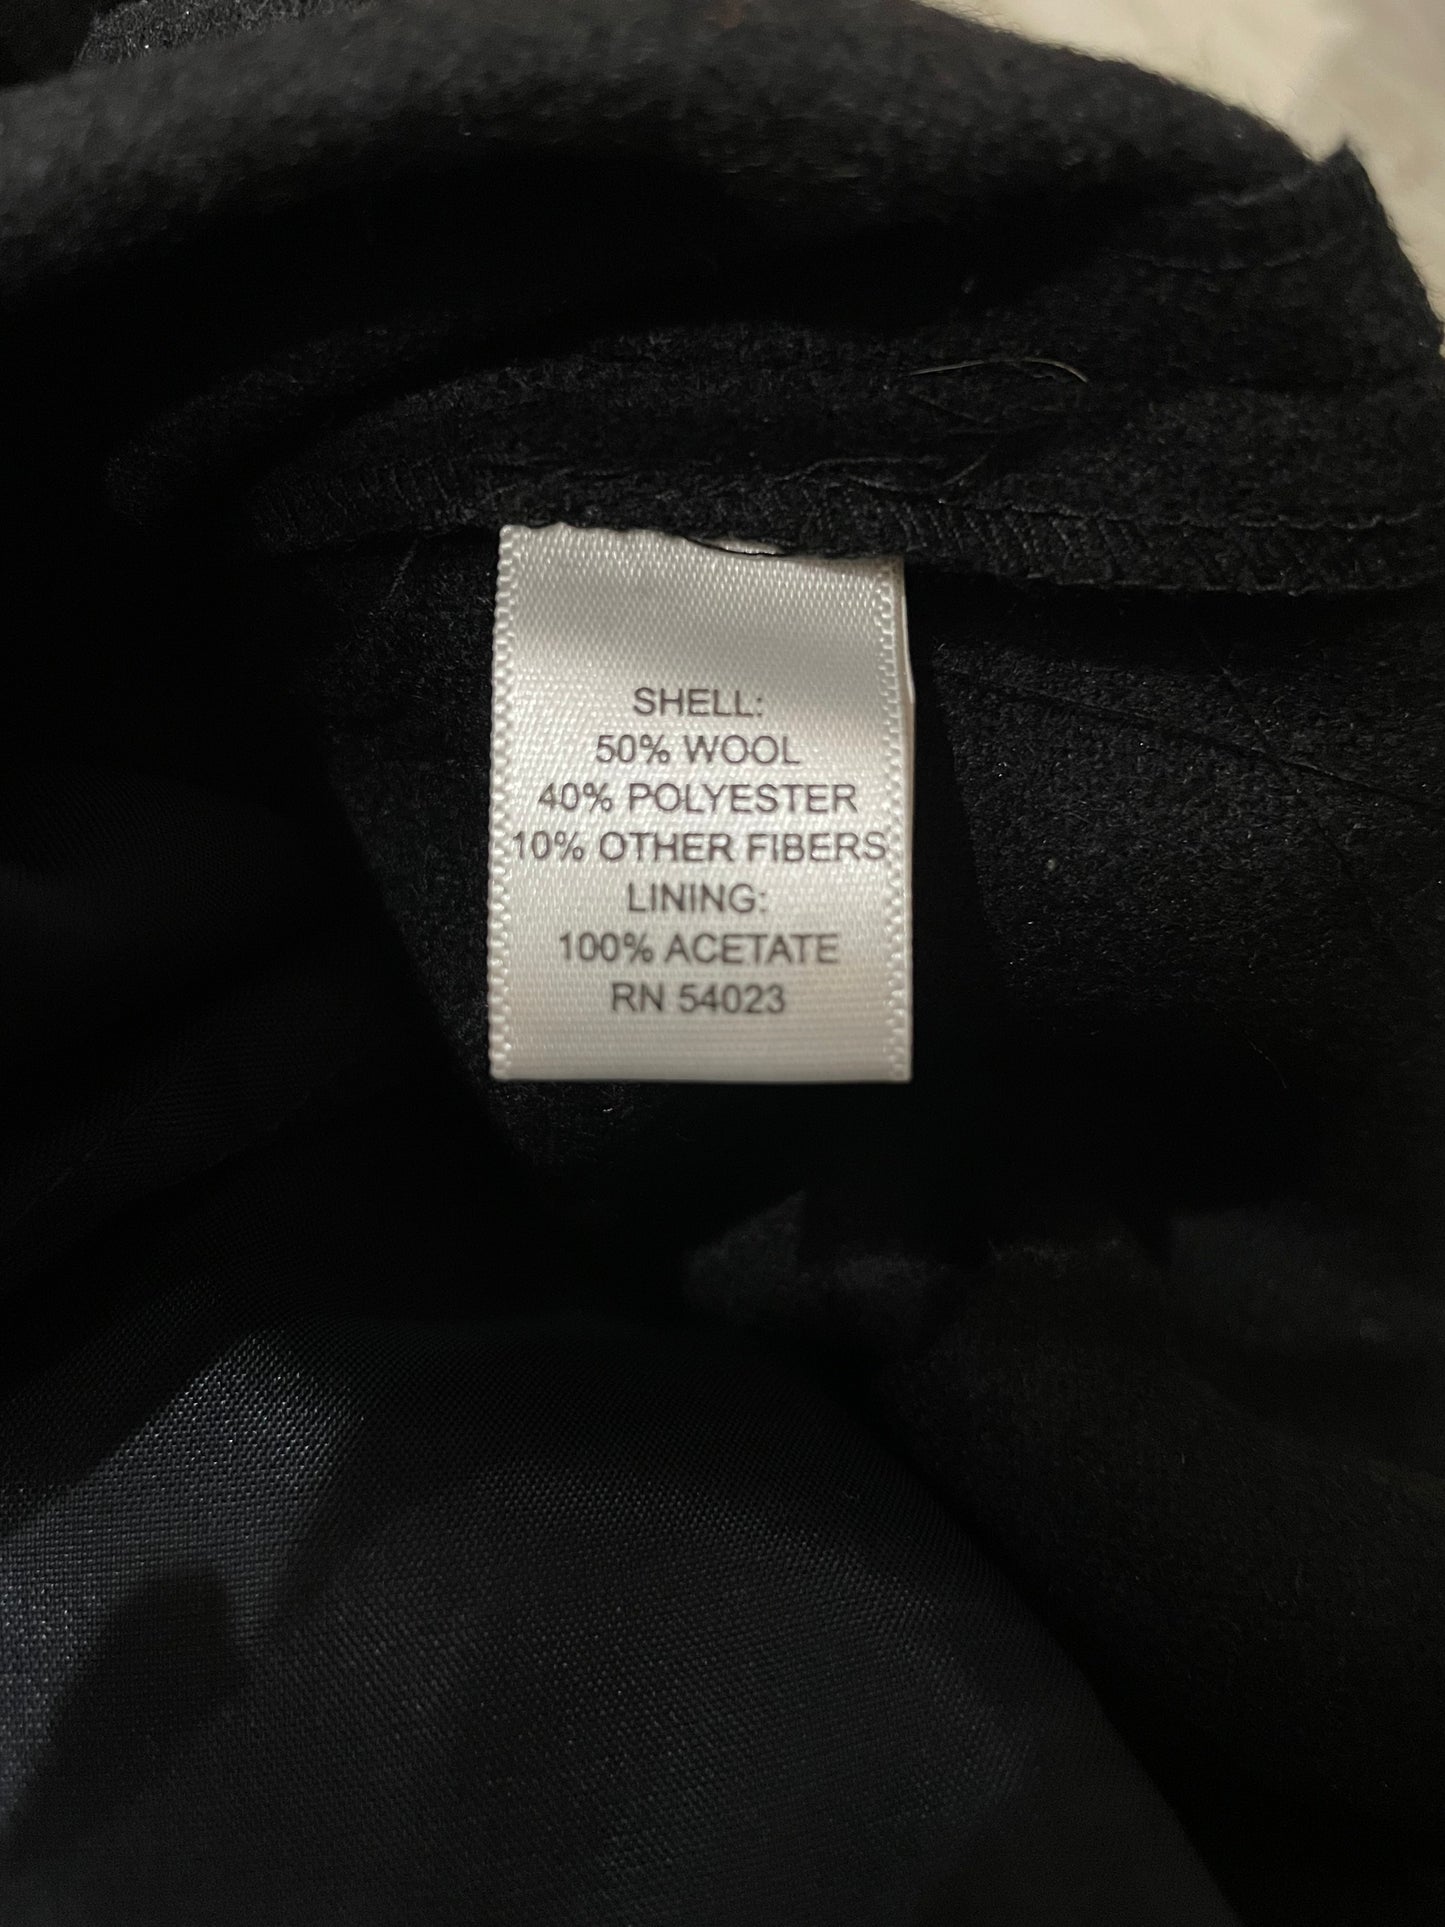 SHELL:
50% WOOL
40% POLYESTER
10% OTHER FIBERS
LINING:
100% ACETATE
RN 54023